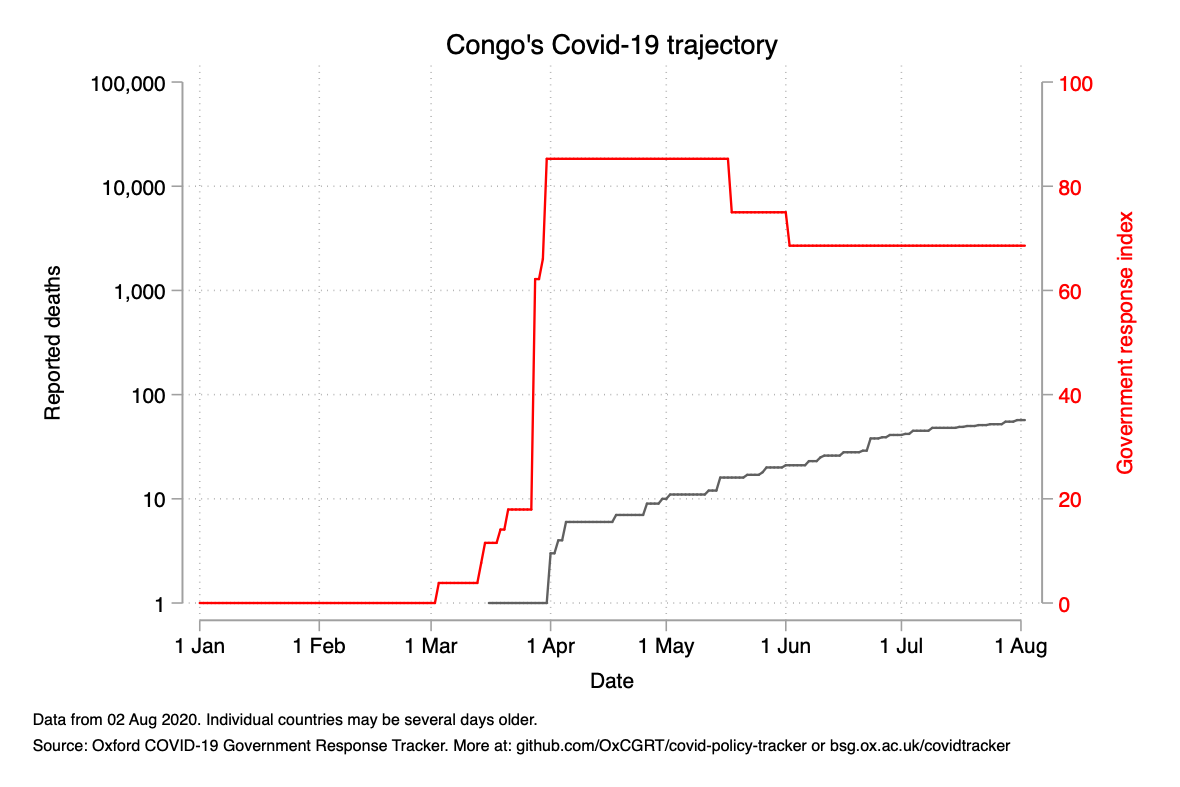 Congo's Covid-19 trajectory
100,000
10,000
1,000
100
10
1
Reported deaths
100
80
60
40
20
0
Government response index
1 Jan 1 Feb 1 Mar 1 Apr 1 May 1 Jun 1 Jul 1 Aug
Date
Data from 02 Aug 2020. Individual countries may be several days older.
Source: Oxford COVID-19 Government Response Tracker. More at: github.com/OxCGRT/covid-policy-tracker or bsg.ox.ac.uk/covidtracker